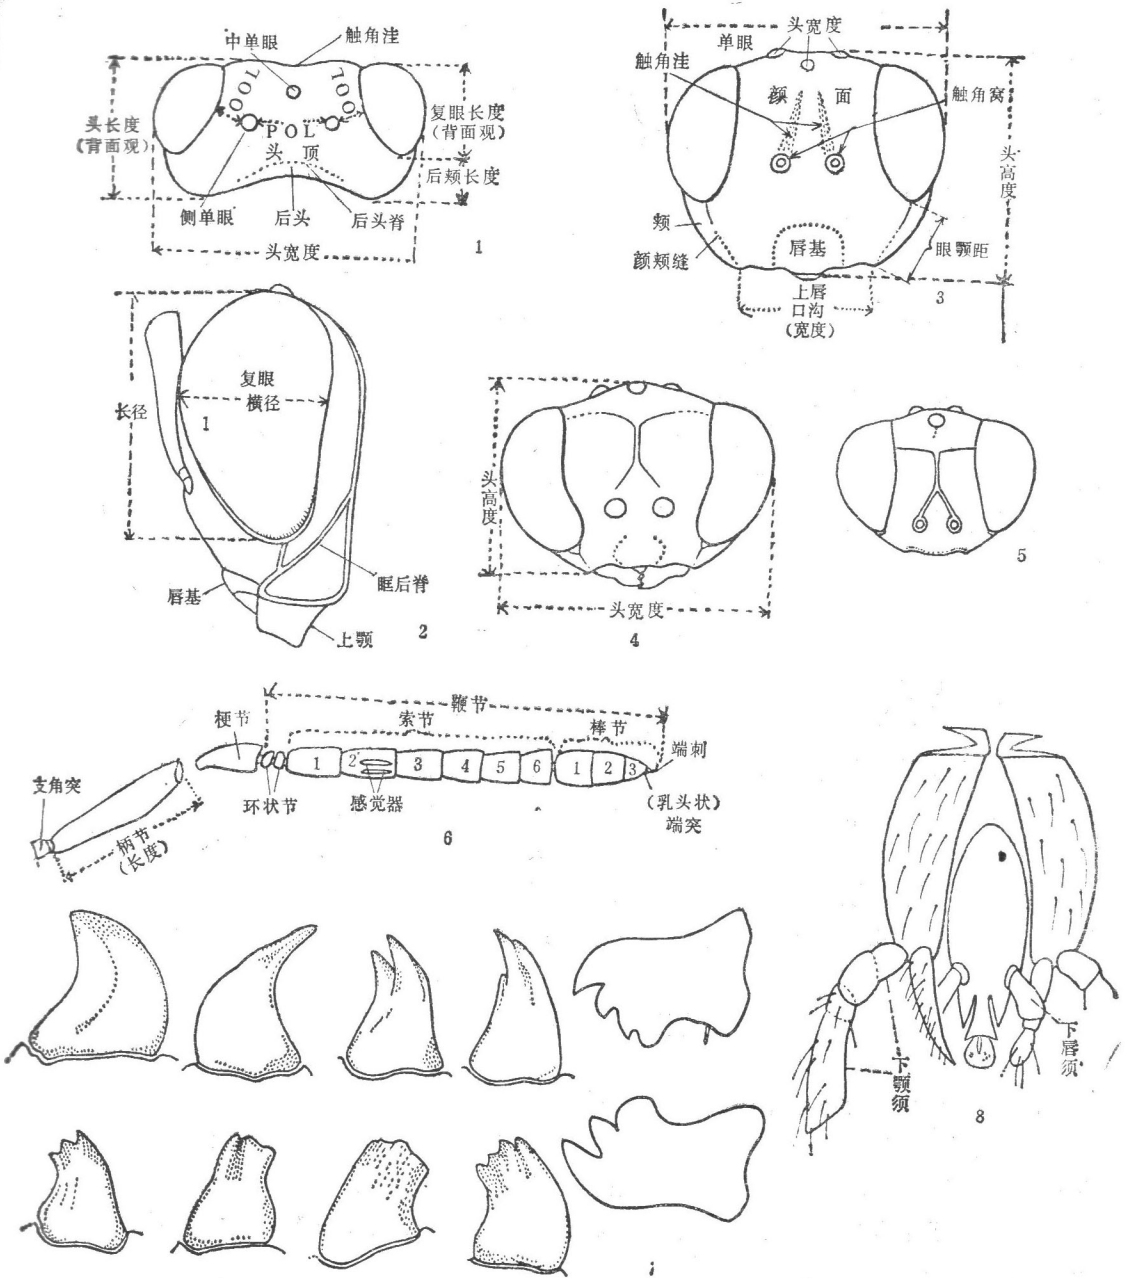 中单眼
触角洼
OOL
LOO
POL
头长度
(背面观)
复眼长度
(背面观)
头 顶
后颊长度
侧单眼
后头
后头脊
头宽度
1
头宽度
单眼
触角洼
颜 面
触角窝
头高度
颊
颜颊缝
唇基
眼颚距
上唇
口沟
(宽度)
3
复眼
横径
长径
1
唇基
眶后脊
上颚
2
头高度
头宽度
4
5
鞭节
梗节
索节
棒节
端刺
1
2
3
4
5
6
1
2
3
支角突
环状节
感觉器
(乳头状)
端突
柄节
(长度)
6
下颚须
下唇须
8